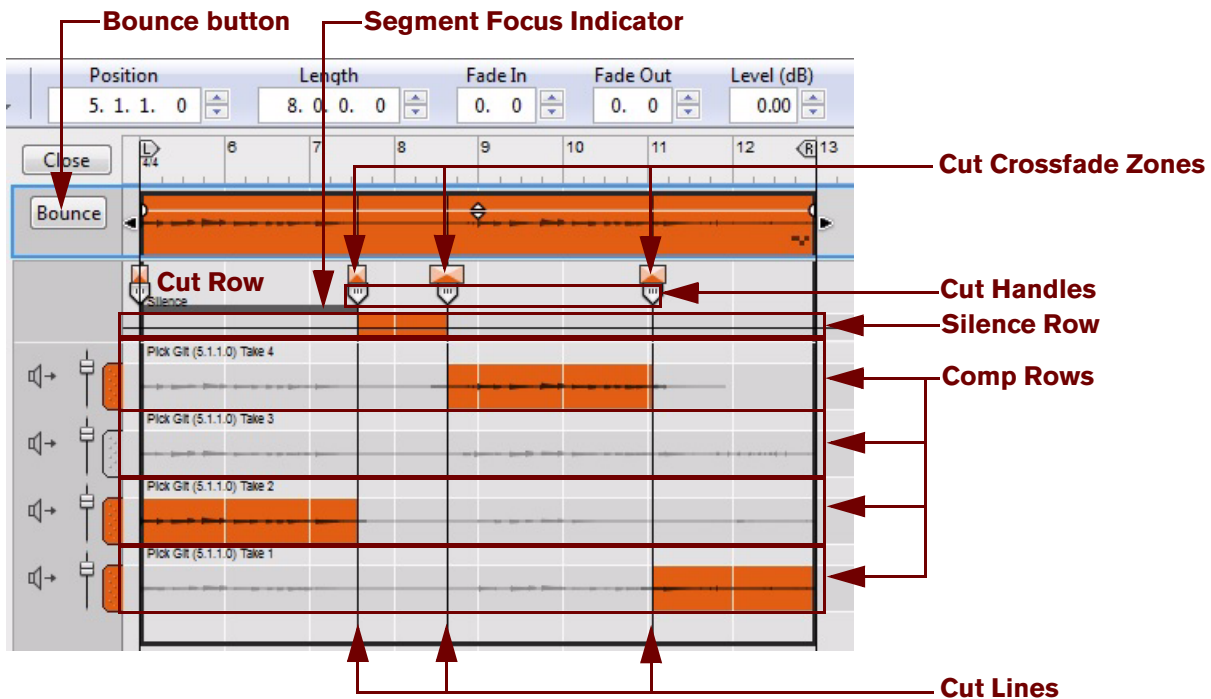 Bounce button
Segment Focus Indicator
Position Length Fade In Fade Out Level (dB)
5. 1. 1. 0 8. 0. 0. 0 0. 0 0. 0 0.00
Close L 4/4 6 7 8 9 10 11 12 R 13
Cut Crossfade Zones
Bounce
Cut Row
Cut Handles
Silence
Silence Row
Pick Git (5.1.1.0) Take 4
Comp Rows
Pick Git (5.1.1.0) Take 3
Pick Git (5.1.1.0) Take 2
Pick Git (5.1.1.0) Take 1
Cut Lines